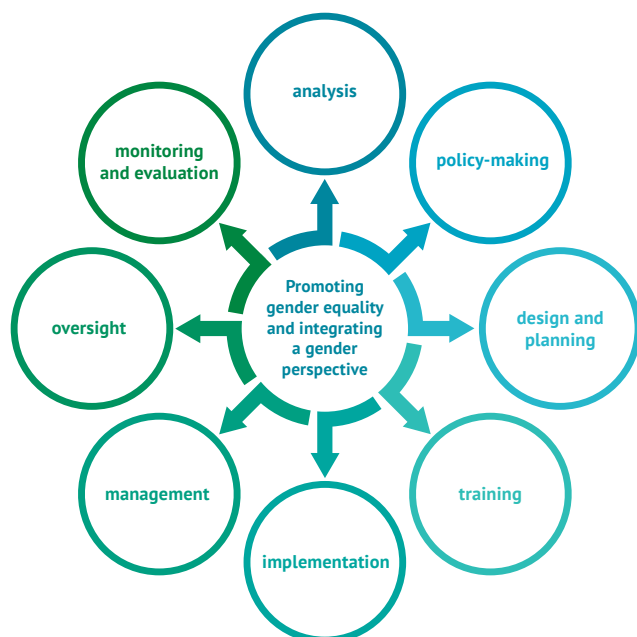 analysis
policy-making
design and
planning
training
implementation
management
oversight
monitoring
and evaluation
Promoting
gender equality
and integrating
a gender
perspective